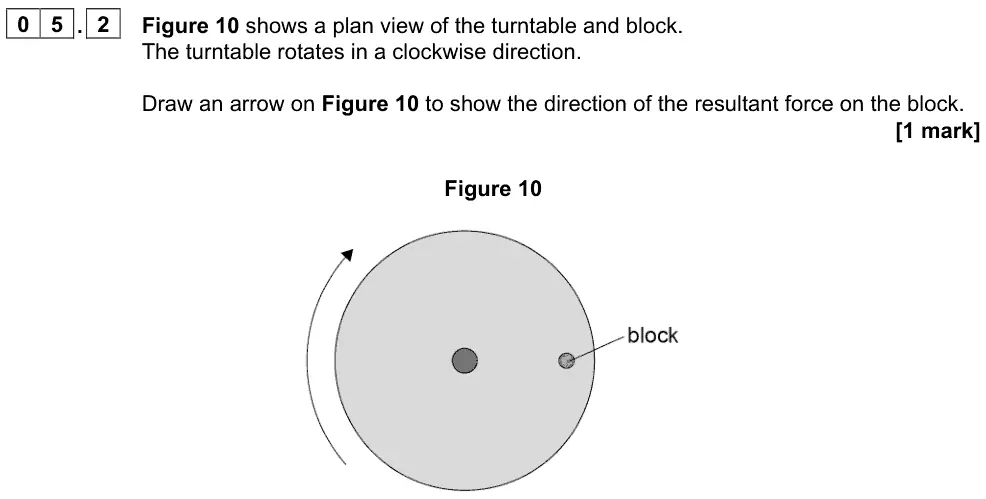 0 5 . 2 Figure 10 shows a plan view of the turntable and block.
The turntable rotates in a clockwise direction.
Draw an arrow on Figure 10 to show the direction of the resultant force on the block.
[1 mark]
Figure 10
block